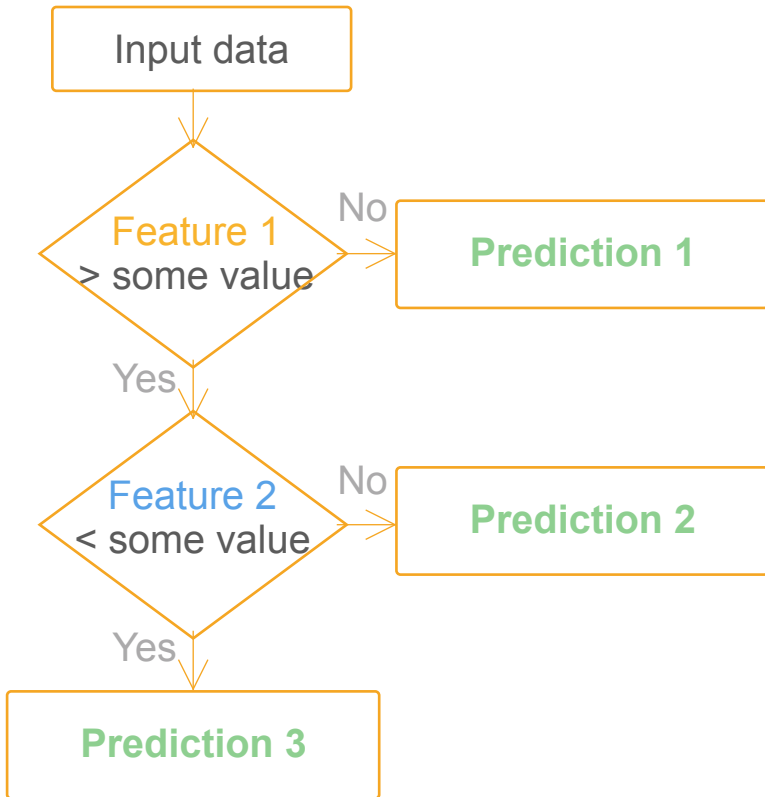 Input data
No
Feature 1
> some value
Prediction 1
Yes
No
Feature 2
< some value
Prediction 2
Yes
Prediction 3